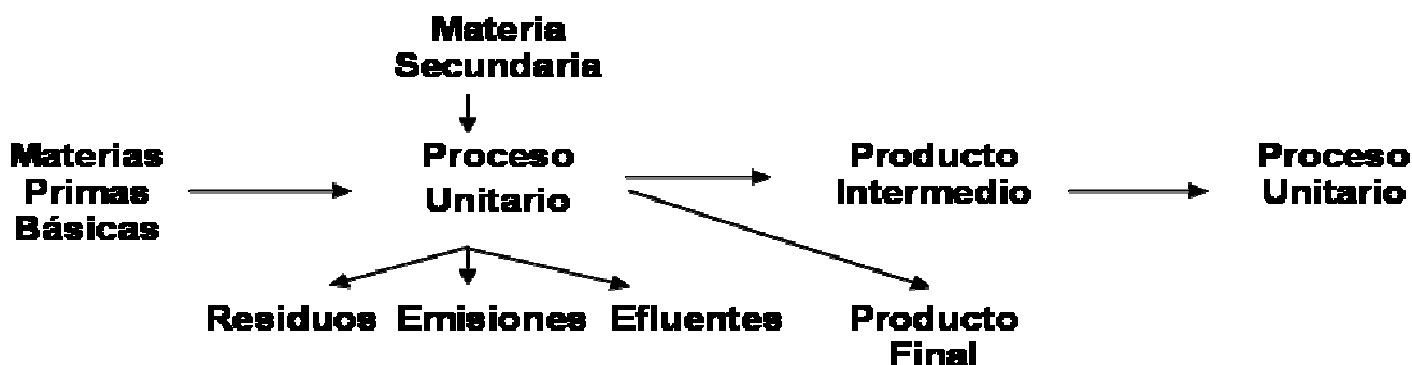 Materia
Secundaria
Materias
Primas
Básicas
Proceso
Unitario
Producto
Intermedio
Proceso
Unitario
Residuos
Emisiones
Efluentes
Producto
Final